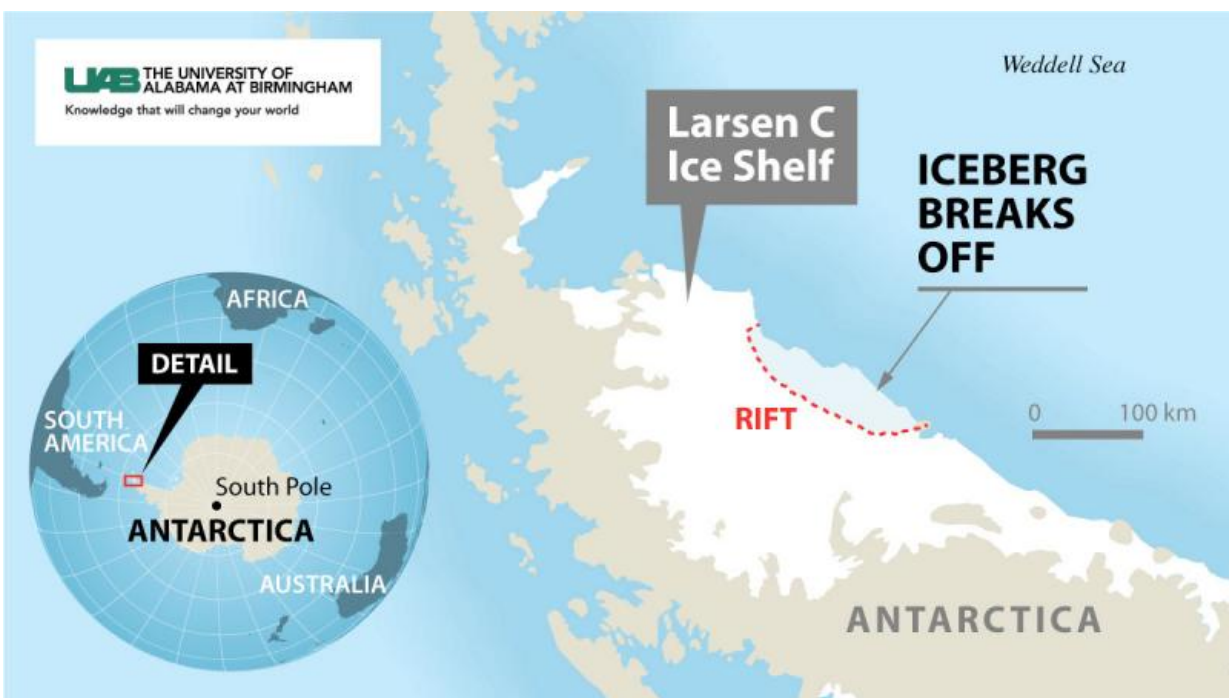 UAB THE UNIVERSITY OF
ALABAMA AT BIRMINGHAM
Knowledge that will change your world
Weddell Sea
Larsen C
Ice Shelf
ICEBERG
BREAKS
OFF
RIFT
0 100 km
ANTARCTICA
AFRICA
DETAIL
SOUTH
AMERICA
South Pole
ANTARCTICA
AUSTRALIA